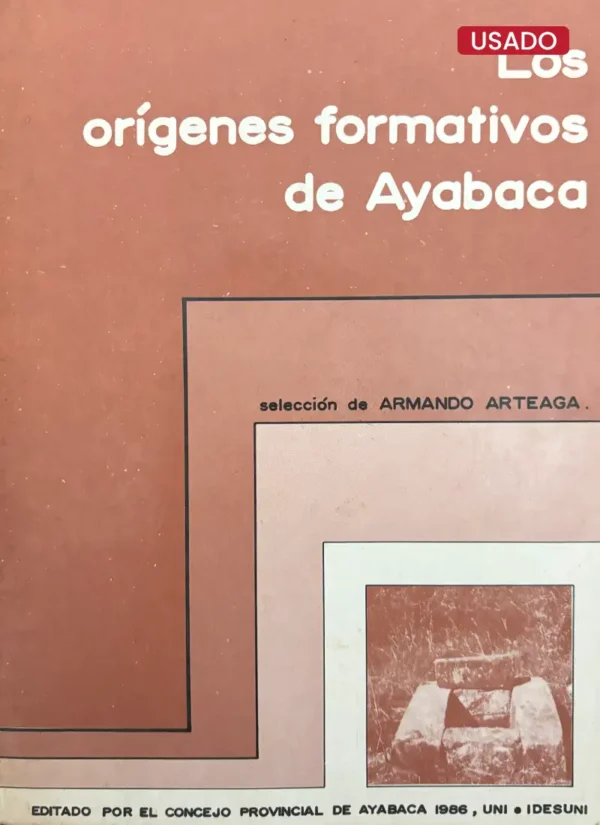 USADO
Los
orígenes formativos
de Ayabaca
selección de ARMANDO ARTEAGA.
EDITADO POR EL CONCEJO PROVINCIAL DE AYABACA 1986, UNI • IDESUNI